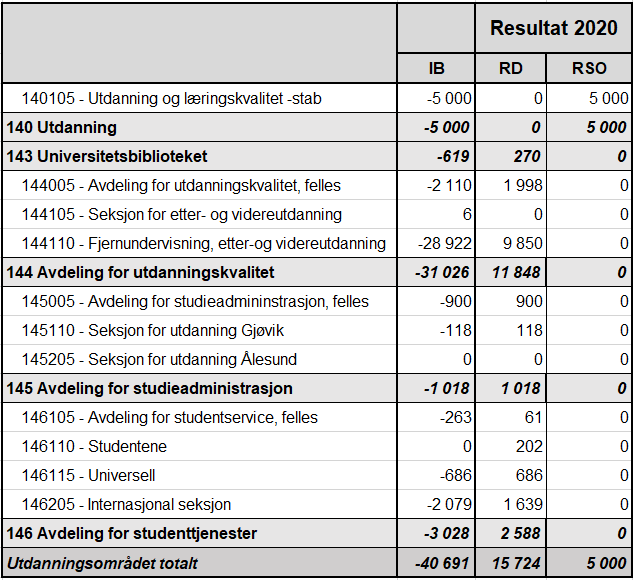 Resultat 2020
IB RD RSO
140105 - Utdanning og læringskvalitet -stab -5 000 0 5 000
140 Utdanning -5 000 0 5 000
143 Universitetsbiblioteket -619 270 0
144005 - Avdeling for utdanningskvalitet, felles -2 110 1 998 0
144105 - Seksjon for etter- og videreutdanning 6 0 0
144110 - Fjernundervisning, etter-og videreutdanning -28 922 9 850 0
144 Avdeling for utdanningskvalitet -31 026 11 848 0
145005 - Avdeling for studieadmininstrasjon, felles -900 900 0
145110 - Seksjon for utdanning Gjøvik -118 118 0
145205 - Seksjon for utdanning Ålesund 0 0 0
145 Avdeling for studieadministrasjon -1 018 1 018 0
146105 - Avdeling for studentservice, felles -263 61 0
146110 - Studentene 0 202 0
146115 - Universell -686 686 0
146205 - Internasjonal seksjon -2 079 1 639 0
146 Avdeling for studenttjenester -3 028 2 588 0
Utdanningsområdet totalt -40 691 15 724 5 000